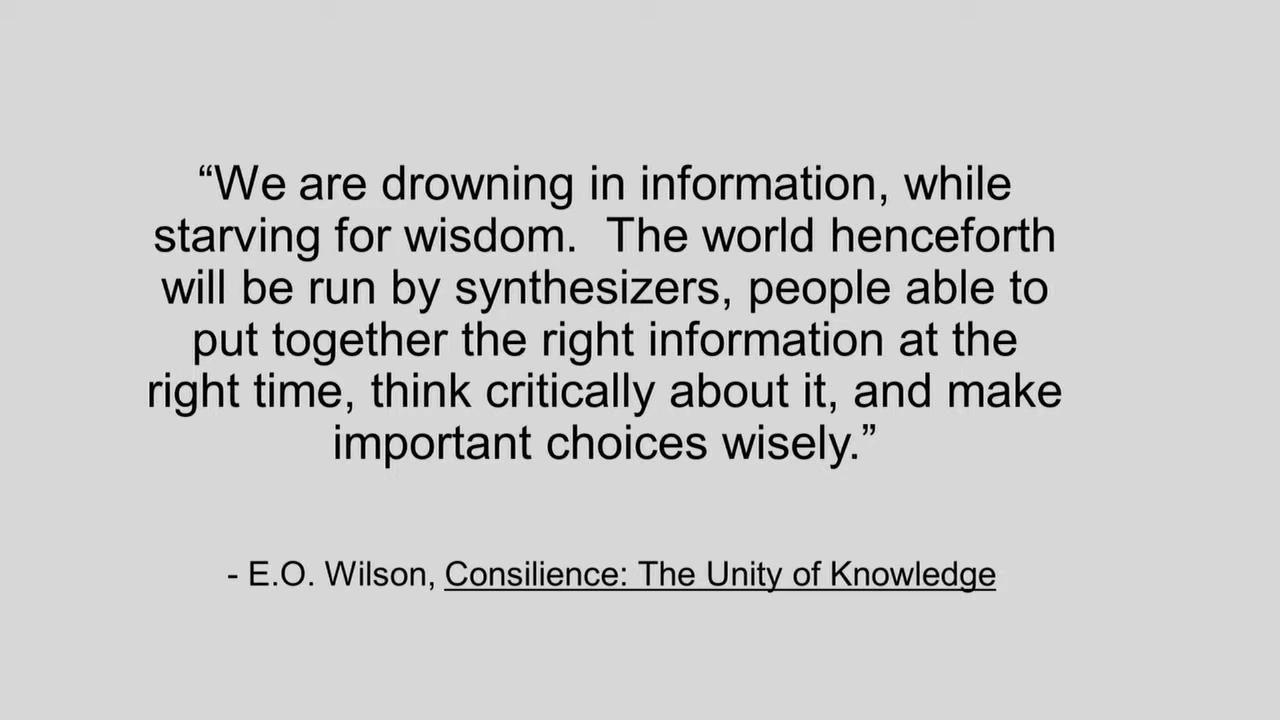 “We are drowning in information, while
starving for wisdom.  The world henceforth
will be run by synthesizers, people able to
put together the right information at the
right time, think critically about it, and make
important choices wisely.”
- E.O. Wilson, Consilience: The Unity of Knowledge